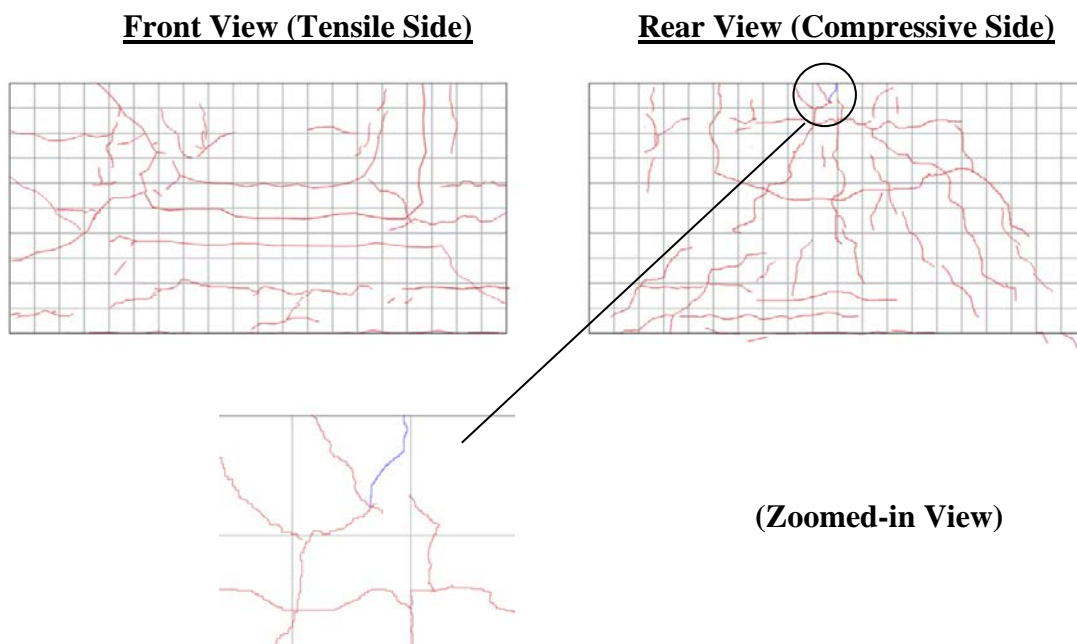 Front View (Tensile Side)
Rear View (Compressive Side)
(Zoomed-in View)